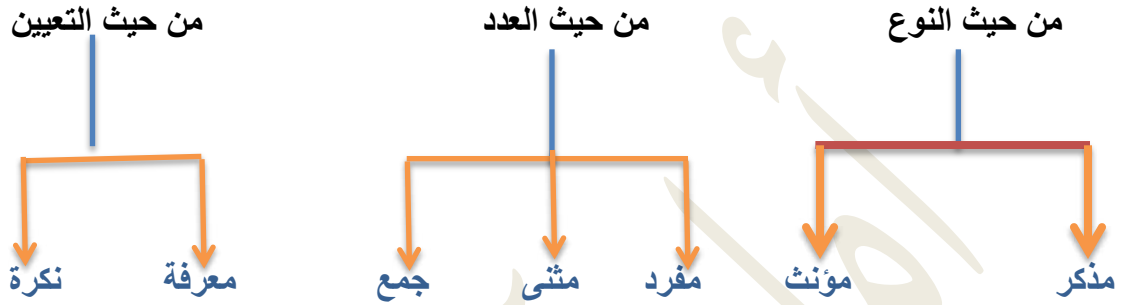 من حيث النوع من حيث العدد من حيث التعيين
مذكر مؤنث مفرد مثنى جمع معرفة نكرة